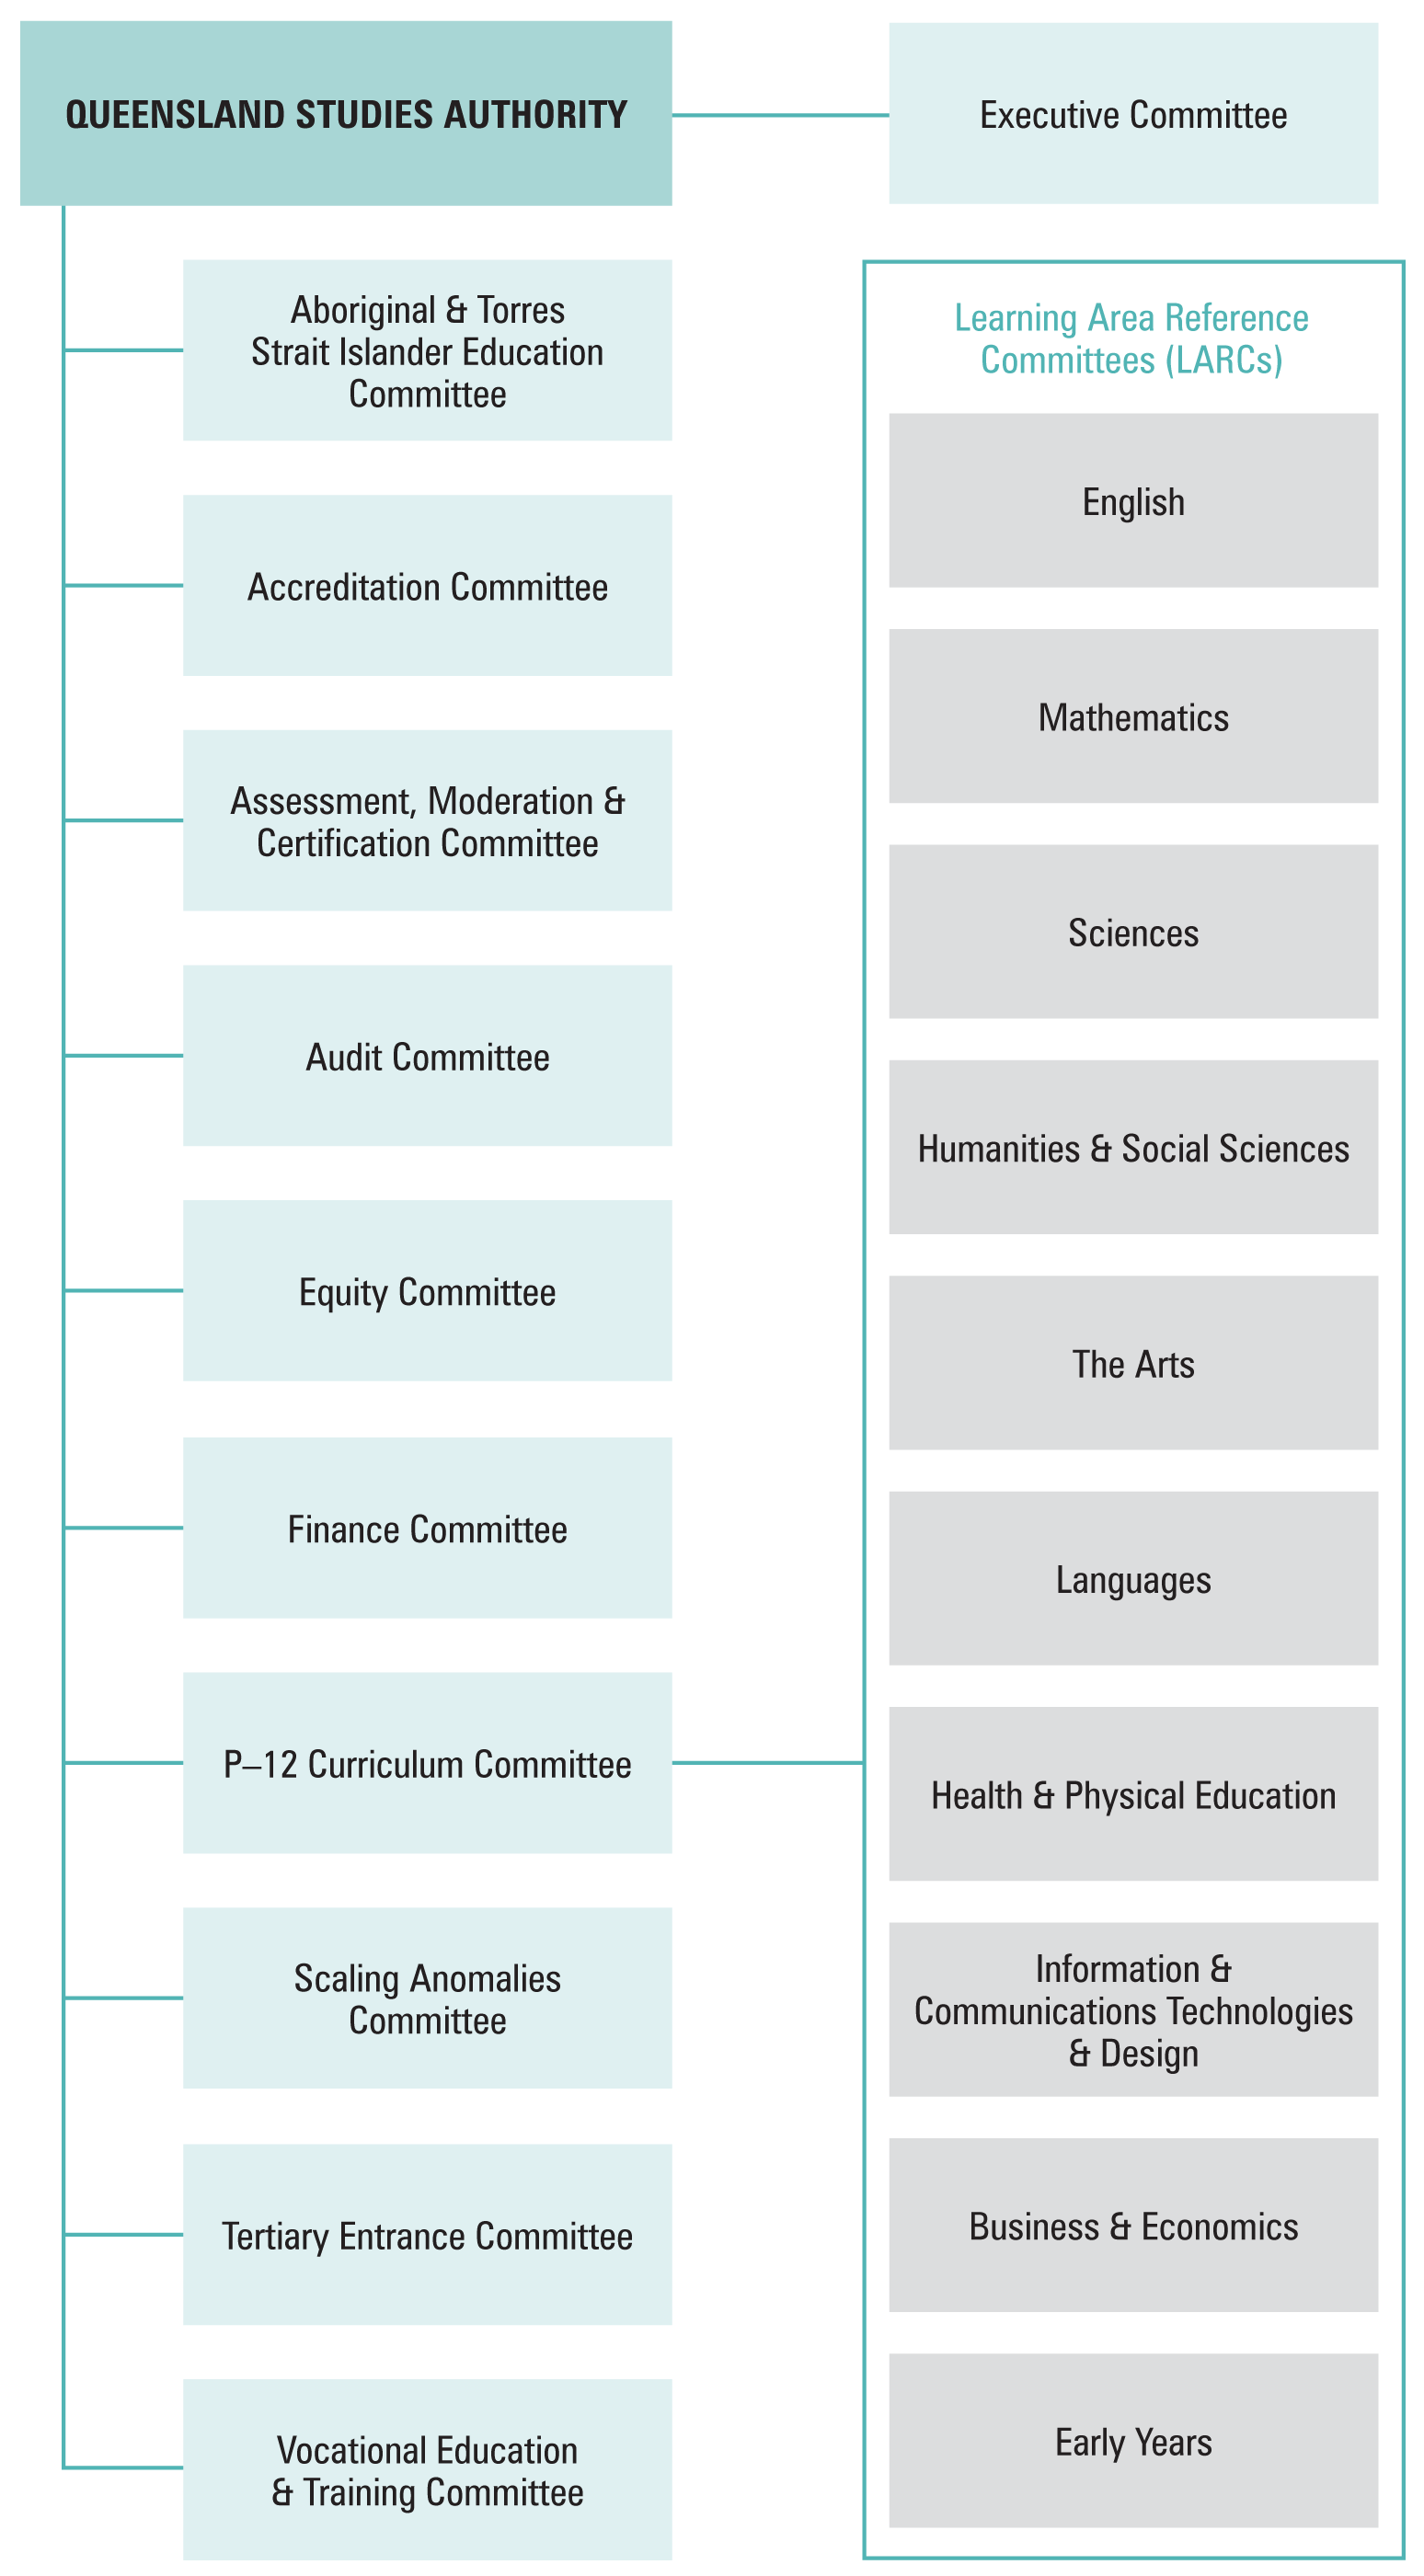 QUEENSLAND STUDIES AUTHORITY
Executive Committee
Aboriginal & Torres
Strait Islander Education
Committee
Accreditation Committee
Assessment, Moderation &
Certification Committee
Audit Committee
Equity Committee
Finance Committee
P–12 Curriculum Committee
Scaling Anomalies
Committee
Tertiary Entrance Committee
Vocational Education
& Training Committee
Learning Area Reference
Committees (LARCs)
English
Mathematics
Sciences
Humanities & Social Sciences
The Arts
Languages
Health & Physical Education
Information &
Communications Technologies
& Design
Business & Economics
Early Years